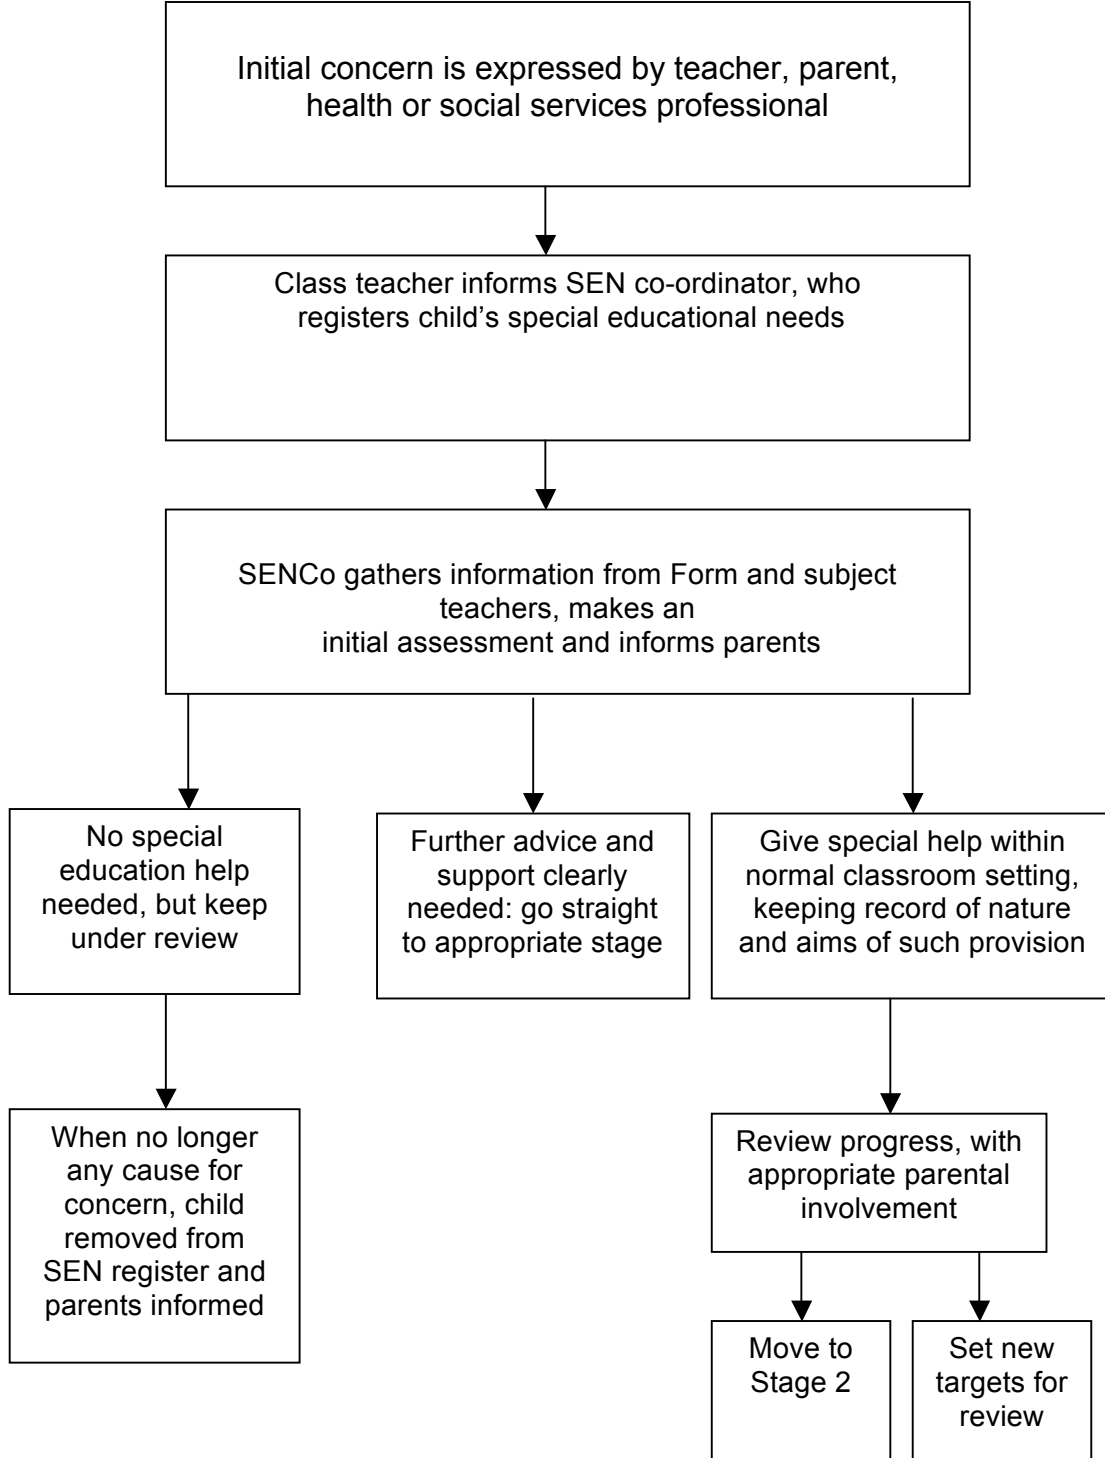 Initial concern is expressed by teacher, parent,
health or social services professional
Class teacher informs SEN co-ordinator, who
registers child’s special educational needs
SENCo gathers information from Form and subject
teachers, makes an
initial assessment and informs parents
No special
education help
needed, but keep
under review
Further advice and
support clearly
needed: go straight
to appropriate stage
Give special help within
normal classroom setting,
keeping record of nature
and aims of such provision
When no longer
any cause for
concern, child
removed from
SEN register and
parents informed
Review progress, with
appropriate parental
involvement
Move to
Stage 2
Set new
targets for
review